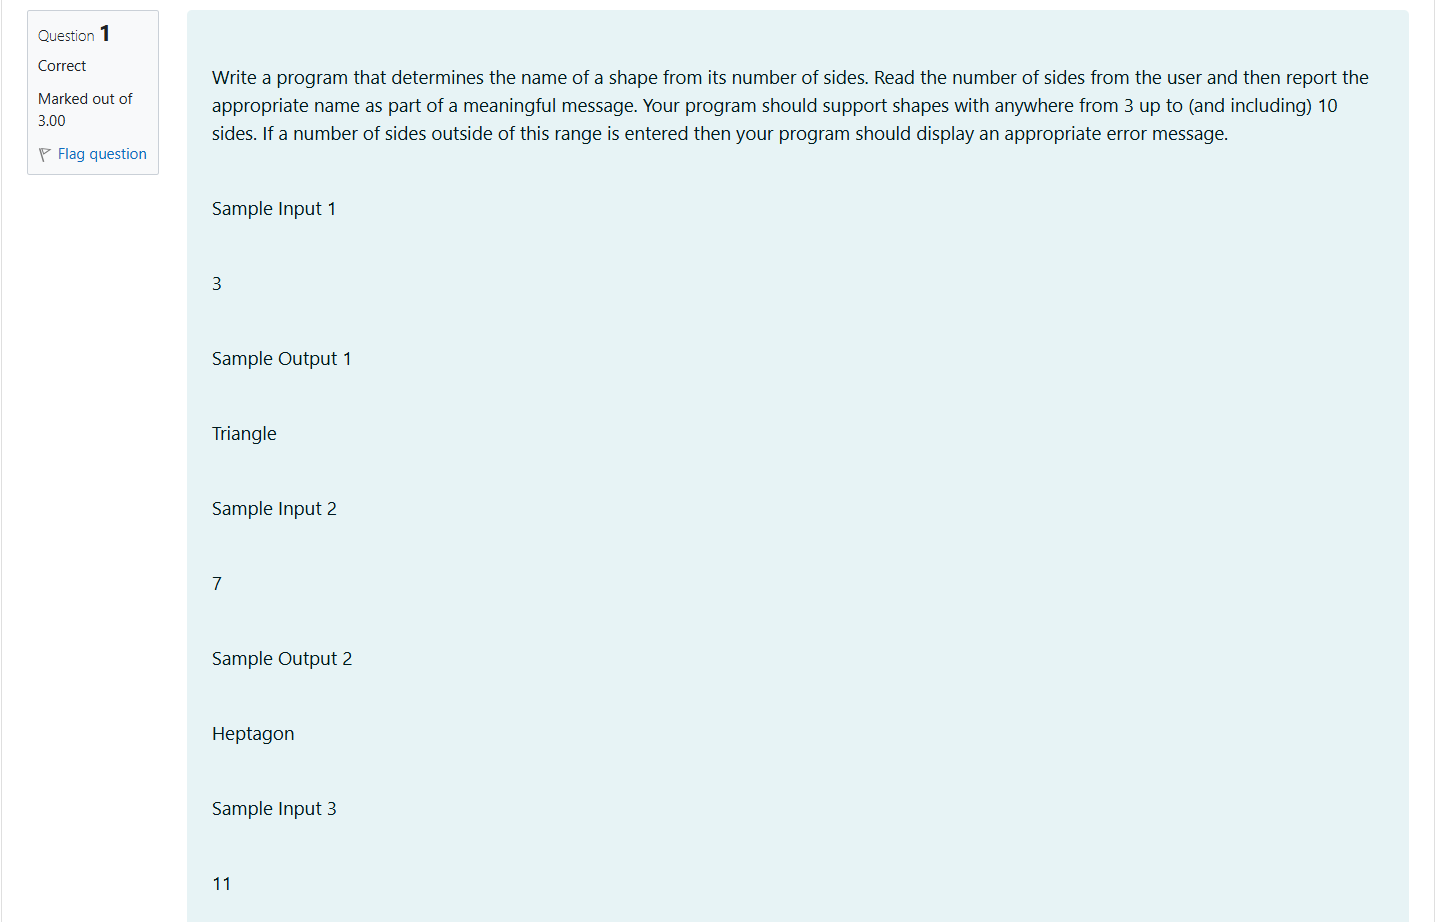 Question 1
Correct
Marked out of
3.00
Flag question
Write a program that determines the name of a shape from its number of sides. Read the number of sides from the user and then report the
appropriate name as part of a meaningful message. Your program should support shapes with anywhere from 3 up to (and including) 10
sides. If a number of sides outside of this range is entered then your program should display an appropriate error message.
Sample Input 1
3
Sample Output 1
Triangle
Sample Input 2
7
Sample Output 2
Heptagon
Sample Input 3
11